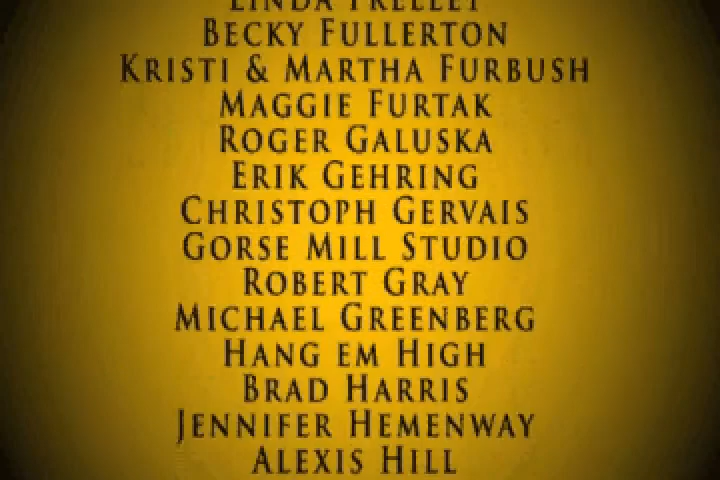 LINDA
BECKY FULLERTON
KRISTI & MARTHA FURBUSH
MAGGIE FURTAK
ROGER GALUSKA
ERIK GEHRING
CHRISTOPH GERVAIS
GORSE MILL STUDIO
ROBERT GRAY
MICHAEL GREENBERG
HANG EM HIGH
BRAD HARRIS
JENNIFER HEMENWAY
ALEXIS HILL